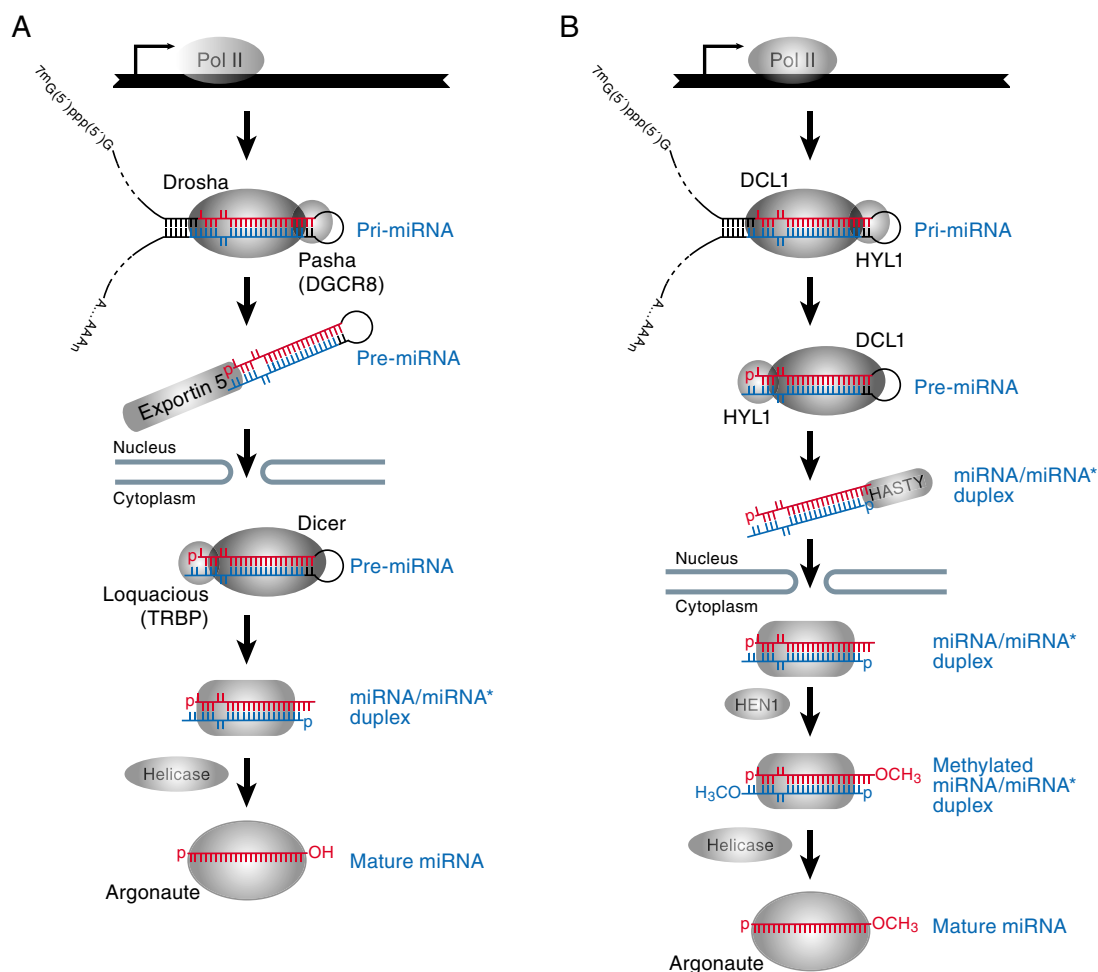 A
Pol II
7mG(5´)ppp(5´)G
Drosha
Pri-miRNA
Pasha
(DGCR8)
A....AAAn
p
Pre-miRNA
Exportin 5
Nucleus
Cytoplasm
Dicer
p
Pre-miRNA
Loquacious
(TRBP)
p
miRNA/miRNA*
duplex
p
Helicase
p
OH
Mature miRNA
Argonaute
B
Pol II
7mG(5´)ppp(5´)G
DCL1
Pri-miRNA
HYL1
A....AAAn
DCL1
p
Pre-miRNA
HYL1
miRNA/miRNA*
duplex
HASTY
p
p
Nucleus
Cytoplasm
p
miRNA/miRNA*
duplex
p
HEN1
p
OCH3
Methylated
miRNA/miRNA*
duplex
H3CO
p
Helicase
p
OCH3
Mature miRNA
Argonaute